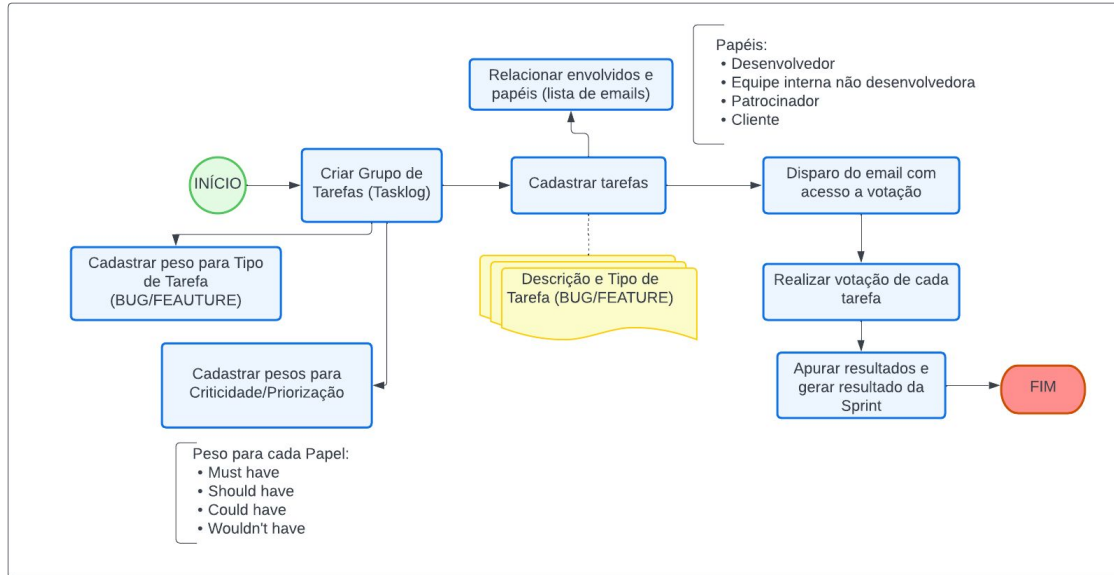 INÍCIO
Criar Grupo de
Tarefas (Tasklog)
Cadastrar peso para Tipo
de Tarefa
(BUG/FEAUTURE)
Cadastrar pesos para
Criticidade/Priorização
Peso para cada Papel:
• Must have
• Should have
• Could have
• Wouldn't have
Relacionar envolvidos e
papéis (lista de emails)
Cadastrar tarefas
Descrição e Tipo de
Tarefa (BUG/FEATURE)
Papéis:
• Desenvolvedor
• Equipe interna não desenvolvedora
• Patrocinador
• Cliente
Disparo do email com
acesso a votação
Realizar votação de cada
tarefa
Apurar resultados e
gerar resultado da
Sprint
FIM